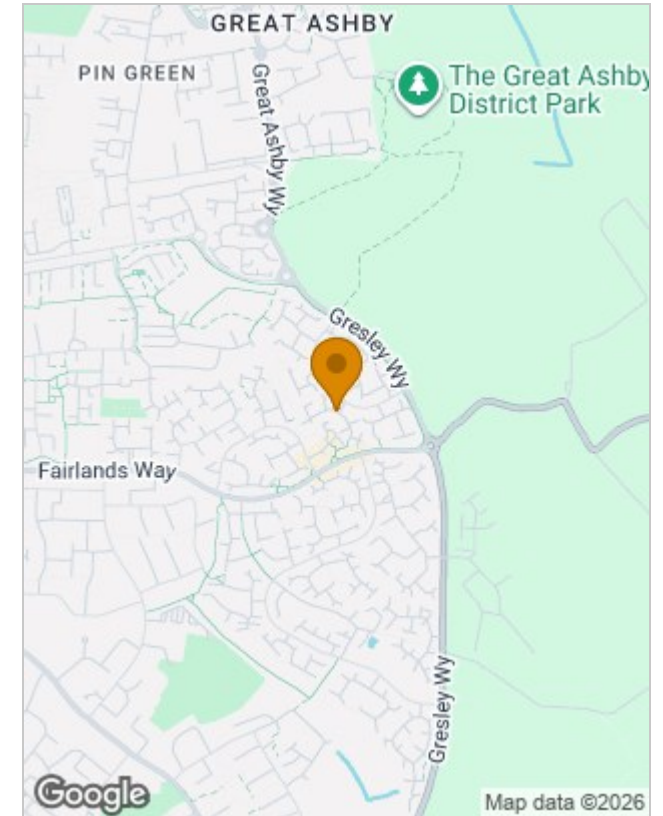 GREAT ASHBY
PIN GREEN
The Great Ashby
District Park
Great Ashby Wy
Gresley Wy
Fairlands Way
Gresley Wy
Google
Map data ©2026